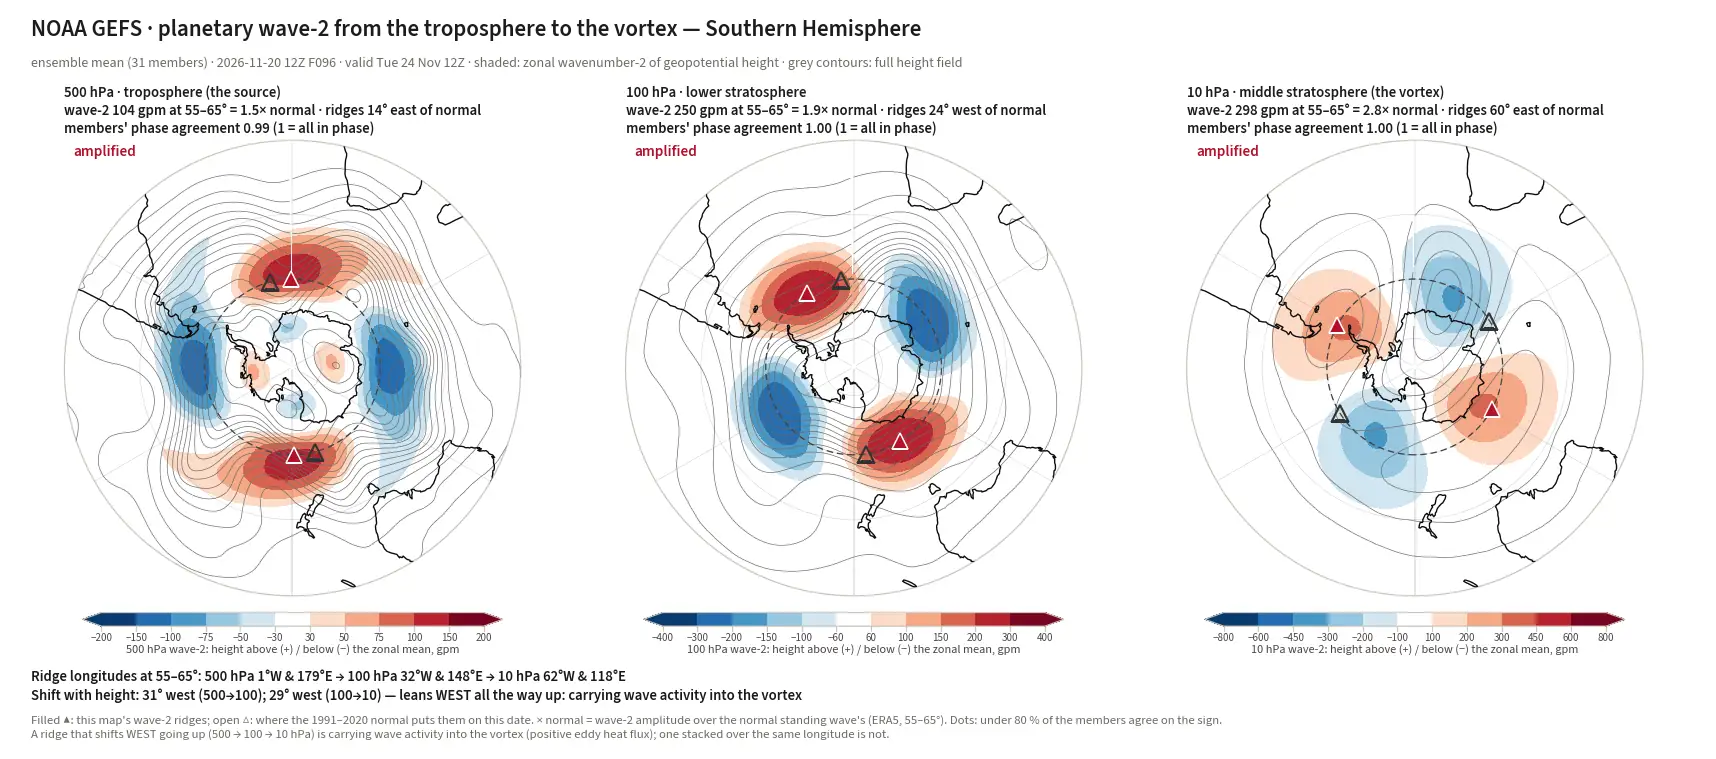 NOAA GEFS · planetary wave-2 from the troposphere to the vortex — Southern Hemisphere
ensemble mean (31 members) · 2026-11-20 12Z F096 · valid Tue 24 Nov 12Z · shaded: zonal wavenumber-2 of geopotential height · grey contours: full height field
500 hPa · troposphere (the source)
wave-2 104 gpm at 55–65° = 1.5× normal · ridges 14° east of normal
members' phase agreement 0.99 (1 = all in phase)
amplified
100 hPa · lower stratosphere
wave-2 250 gpm at 55–65° = 1.9× normal · ridges 24° west of normal
members' phase agreement 1.00 (1 = all in phase)
amplified
10 hPa · middle stratosphere (the vortex)
wave-2 298 gpm at 55–65° = 2.8× normal · ridges 60° east of normal
members' phase agreement 1.00 (1 = all in phase)
amplified
−200 −150 −100 −75 −50 −30 30 50 75 100 150 200
500 hPa wave-2: height above (+) / below (−) the zonal mean, gpm
−400 −300 −200 −150 −100 −60 60 100 150 200 300 400
100 hPa wave-2: height above (+) / below (−) the zonal mean, gpm
−800 −600 −450 −300 −200 −100 100 200 300 450 600 800
10 hPa wave-2: height above (+) / below (−) the zonal mean, gpm
Ridge longitudes at 55–65°: 500 hPa 1°W & 179°E → 100 hPa 32°W & 148°E → 10 hPa 62°W & 118°E
Shift with height: 31° west (500→100); 29° west (100→10) — leans WEST all the way up: carrying wave activity into the vortex
Filled ▲: this map's wave-2 ridges; open △: where the 1991–2020 normal puts them on this date. × normal = wave-2 amplitude over the normal standing wave's (ERA5, 55–65°). Dots: under 80 % of the members agree on the sign.
A ridge that shifts WEST going up (500 → 100 → 10 hPa) is carrying wave activity into the vortex (positive eddy heat flux); one stacked over the same longitude is not.